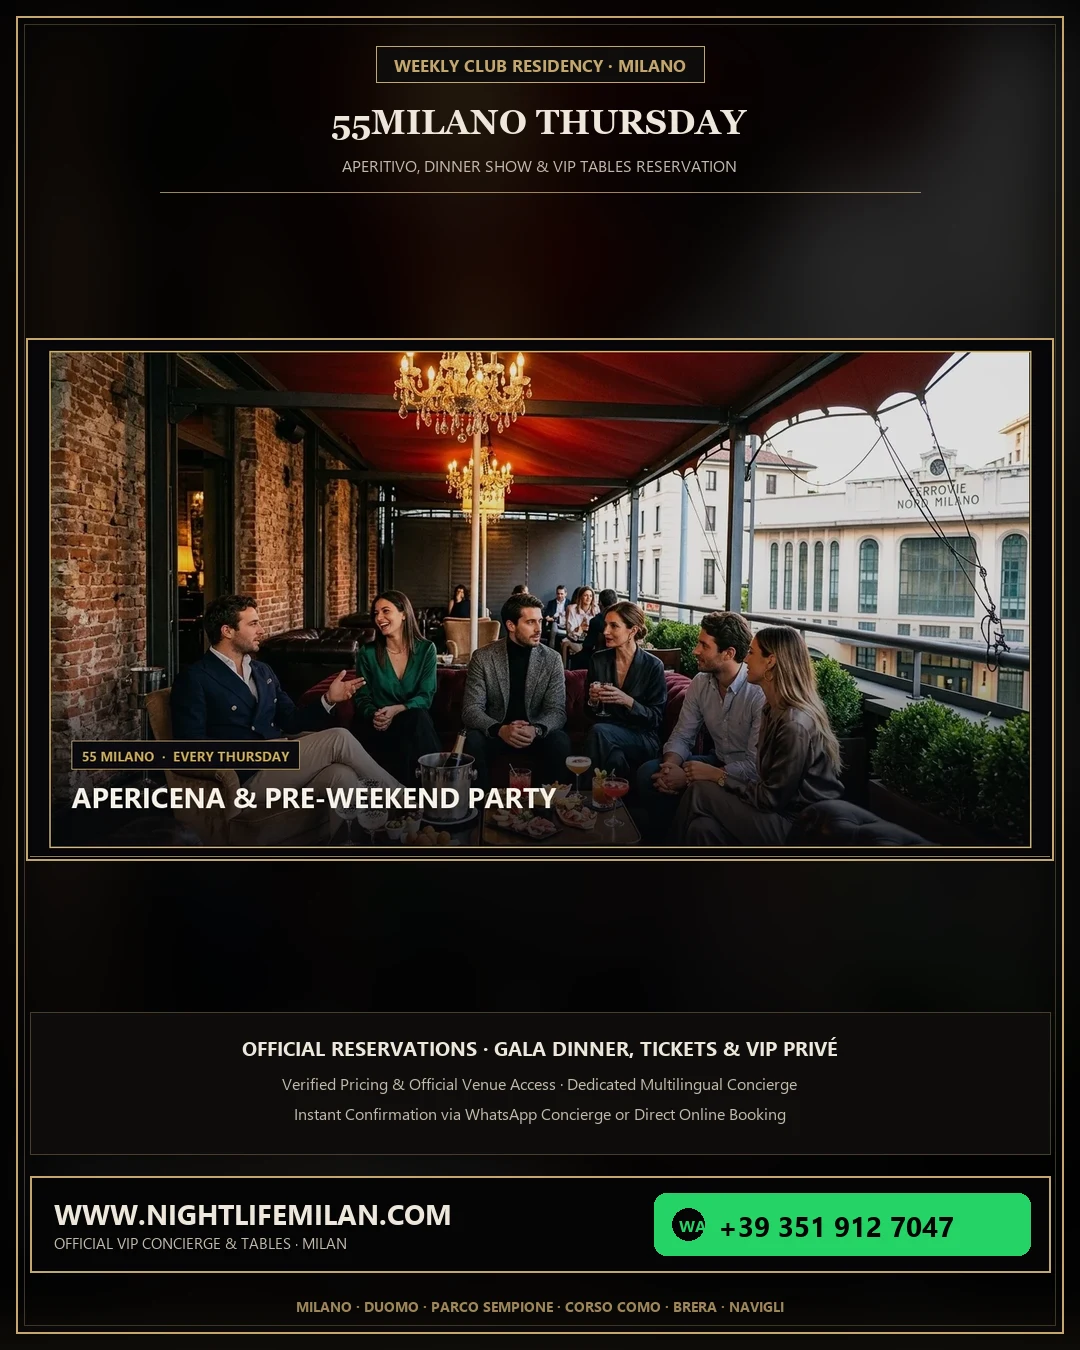 WEEKLY CLUB RESIDENCY · MILANO
55MILANO THURSDAY
APERITIVO, DINNER SHOW & VIP TABLES RESERVATION
FERROVIE
NORD MILANO
55 MILANO · EVERY THURSDAY
APERICENA & PRE-WEEKEND PARTY
OFFICIAL RESERVATIONS · GALA DINNER, TICKETS & VIP PRIVÉ
Verified Pricing & Official Venue Access · Dedicated Multilingual Concierge
Instant Confirmation via WhatsApp Concierge or Direct Online Booking
WWW.NIGHTLIFEMILAN.COM
OFFICIAL VIP CONCIERGE & TABLES · MILAN
WA +39 351 912 7047
MILANO · DUOMO · PARCO SEMPIONE · CORSO COMO · BRERA · NAVIGLI